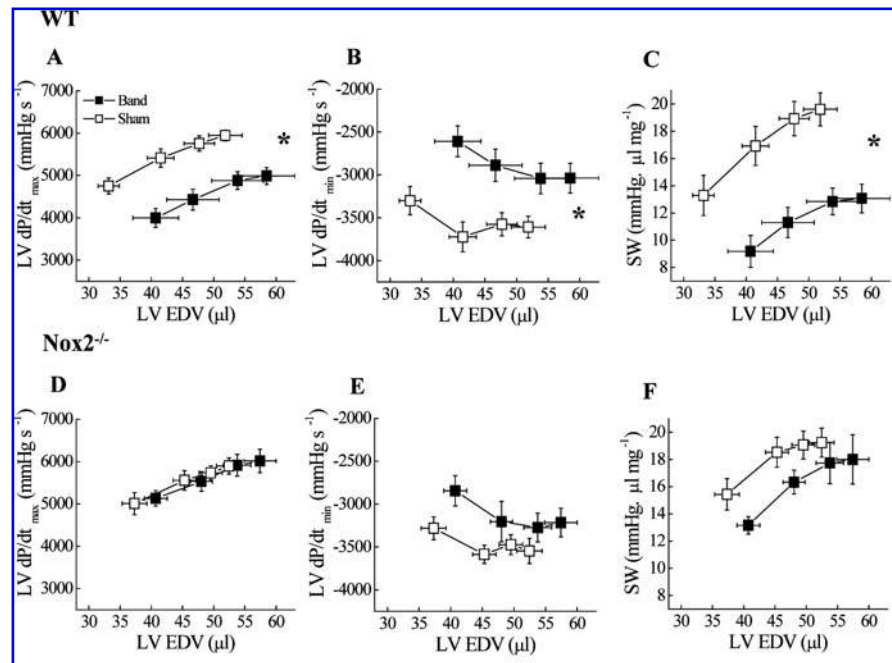 WT
A
B
C
LV dP/dt max (mmHg s -1)
7000
6000
5000
4000
3000
Band
Sham
*
30 35 40 45 50 55 60
LV EDV (µl)
LV dP/dt min (mmHg s -1)
-2000
-2500
-3000
-3500
-4000
*
30 35 40 45 50 55 60
LV EDV (µl)
SW (mmHg. µl mg-1)
20
18
16
14
12
10
8
*
30 35 40 45 50 55 60
LV EDV (µl)
Nox2-/-
D
E
F
LV dP/dt max (mmHg s -1)
7000
6000
5000
4000
3000
30 35 40 45 50 55 60
LV EDV (µl)
LV dP/dt min (mmHg s -1)
-2000
-2500
-3000
-3500
-4000
30 35 40 45 50 55 60
LV EDV (µl)
SW (mmHg. µl mg-1)
20
18
16
14
12
10
8
30 35 40 45 50 55 60
LV EDV (µl)